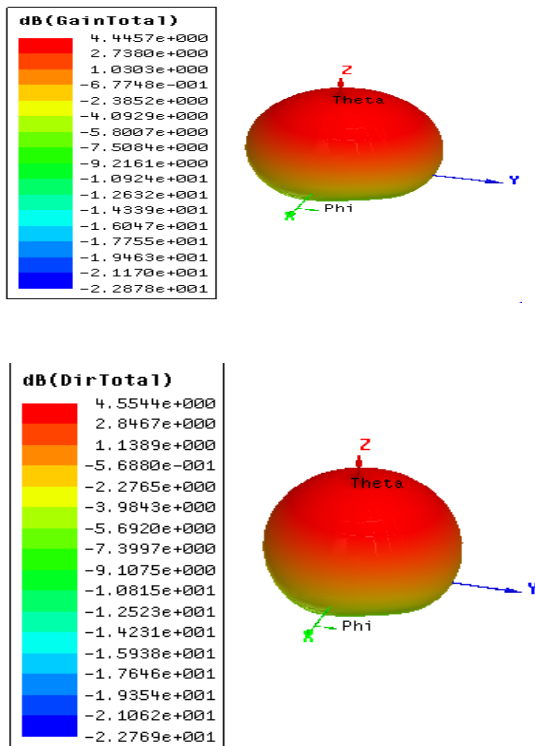 dB(GainTotal)
4.4457e+000
2.7380e+000
1.0303e+000
-6.7748e-001
-2.3852e+000
-4.0929e+000
-5.8007e+000
-7.5084e+000
-9.2161e+000
-1.0924e+001
-1.2632e+001
-1.4339e+001
-1.6047e+001
-1.7755e+001
-1.9463e+001
-2.1170e+001
-2.2878e+001
Z
Theta
Y
Phi
X
dB(DirTotal)
4.5544e+000
2.8467e+000
1.1389e+000
-5.6880e-001
-2.2765e+000
-3.9843e+000
-5.6920e+000
-7.3997e+000
-9.1075e+000
-1.0815e+001
-1.2523e+001
-1.4231e+001
-1.5938e+001
-1.7646e+001
-1.9354e+001
-2.1062e+001
-2.2769e+001
Z
Theta
Y
Phi
X